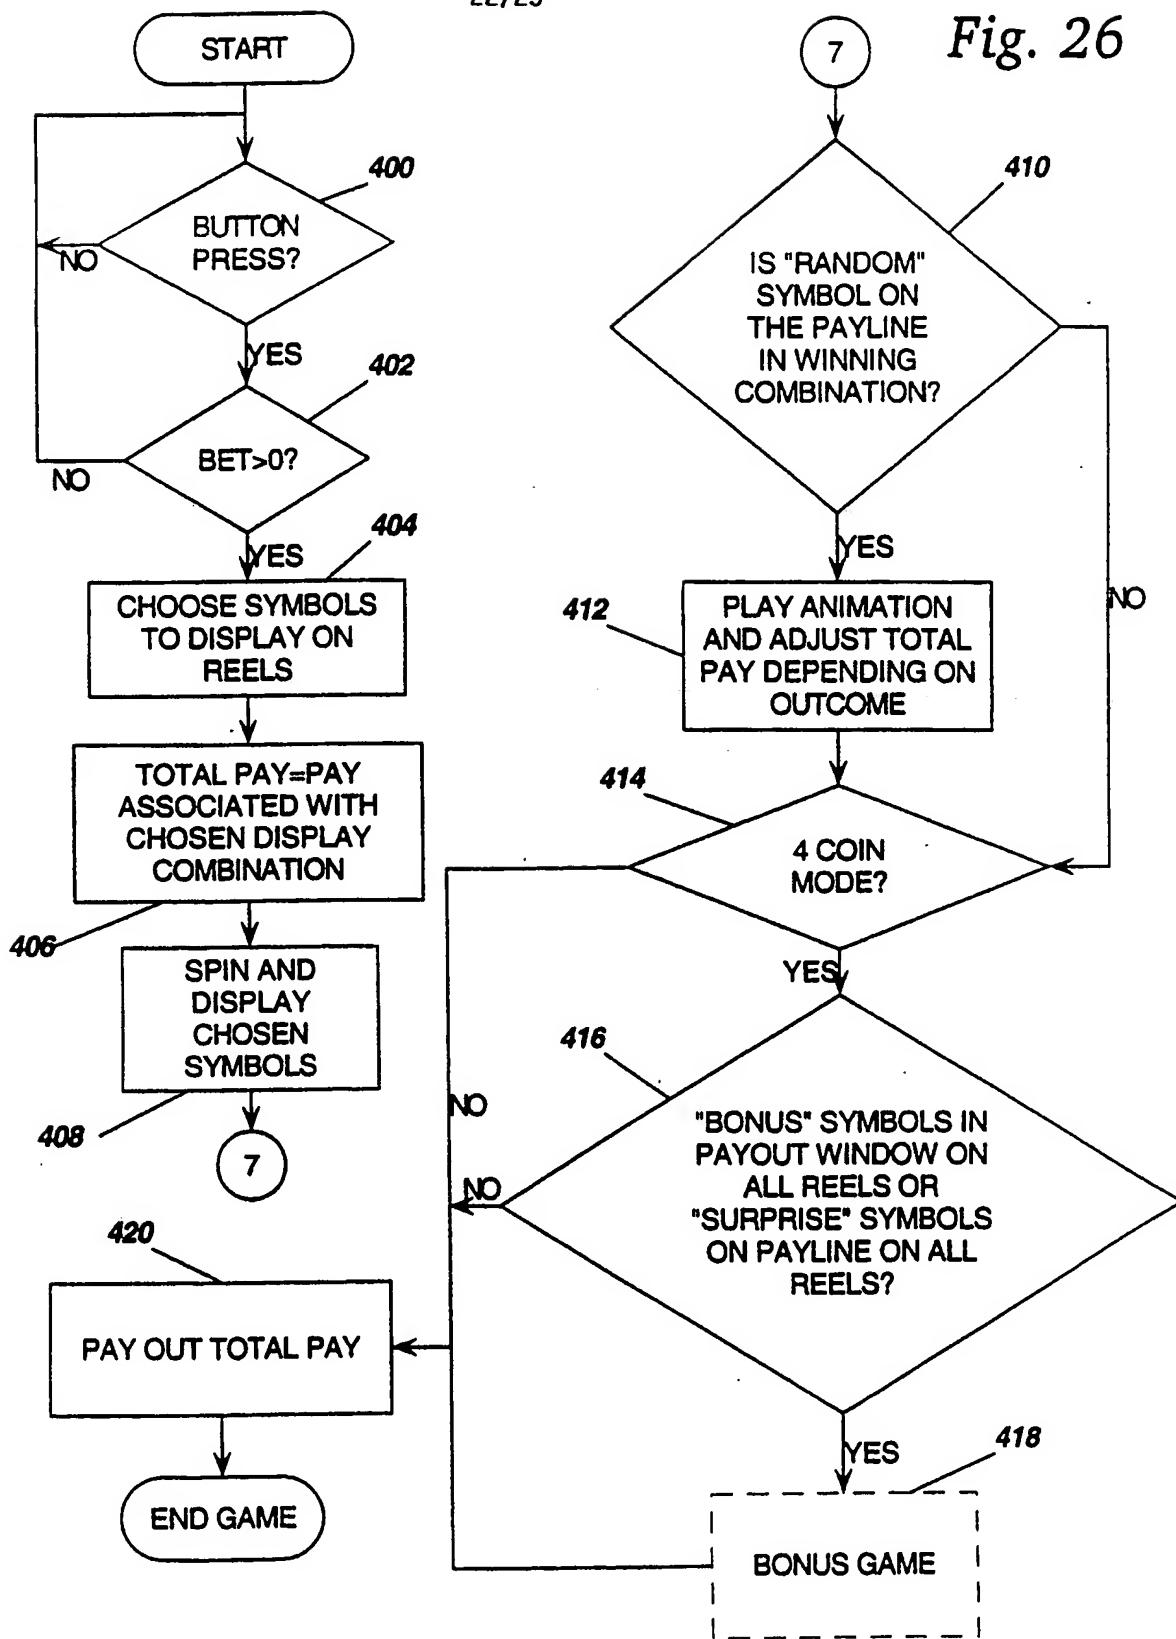 START
BUTTON
PRESS?
400
NO
YES
402
BET>0?
NO
YES
404
CHOOSE SYMBOLS
TO DISPLAY ON
REELS
TOTAL PAY=PAY
ASSOCIATED WITH
CHOSEN DISPLAY
COMBINATION
406
SPIN AND
DISPLAY
CHOSEN
SYMBOLS
408
7
420
PAY OUT TOTAL PAY
END GAME
Fig. 26
7
410
IS "RANDOM"
SYMBOL ON
THE PAYLINE
IN WINNING
COMBINATION?
YES
NO
412
PLAY ANIMATION
AND ADJUST TOTAL
PAY DEPENDING ON
OUTCOME
414
4 COIN
MODE?
YES
NO
416
"BONUS" SYMBOLS IN
PAYOUT WINDOW ON
ALL REELS OR
"SURPRISE" SYMBOLS
ON PAYLINE ON ALL
REELS?
NO
YES
418
BONUS GAME